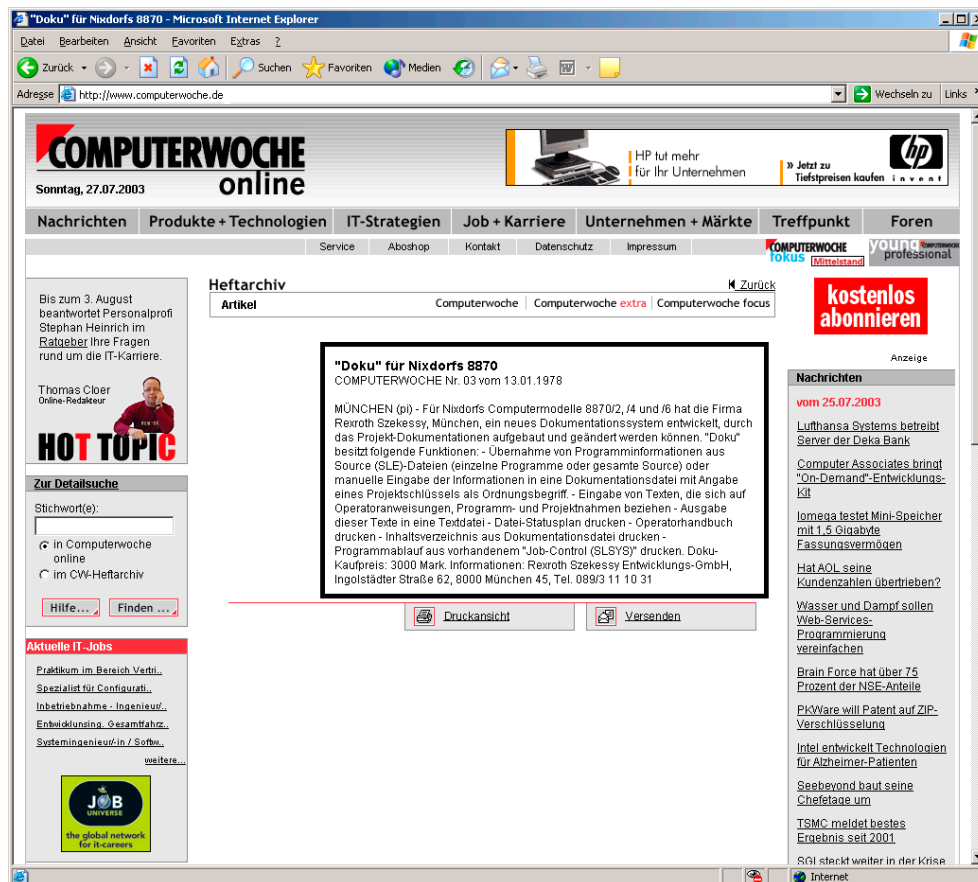 "Doku" für Nixdorfs 8870 - Microsoft Internet Explorer
Datei Bearbeiten Ansicht Favoriten Extras ?
Zurück Suchen Favoriten Medien
Adresse http://www.computerwoche.de Wechseln zu Links
COMPUTERWOCHE
online
Sonntag, 27.07.2003
HP tut mehr
für Ihr Unternehmen
» Jetzt zu
Tiefstpreisen kaufen
hp
invent
Nachrichten Produkte + Technologien IT-Strategien Job + Karriere Unternehmen + Märkte Treffpunkt Foren
Service Aboshop Kontakt Datenschutz Impressum
COMPUTERWOCHE
fokus Mittelstand
young COMPUTERWOCHE
professional
Bis zum 3. August
beantwortet Personalprofi
Stephan Heinrich im
Ratgeber Ihre Fragen
rund um die IT-Karriere.
Thomas Cloer
Online-Redakteur
HOT TOPIC
Zur Detailsuche
Stichwort(e):
in Computerwoche
online
im CW-Heftarchiv
Hilfe... Finden ...
Aktuelle IT-Jobs
Praktikum im Bereich Vertri..
Spezialist für Configurati..
Inbetriebnahme - Ingenieur/..
Entwicklunsing. Gesamtfahrz..
Systemingenieur/-in / Softw..
weitere...
JOB
UNIVERSE
the global network
for it-careers
Heftarchiv
Zurück
Artikel
Computerwoche Computerwoche extra Computerwoche focus
"Doku" für Nixdorfs 8870
COMPUTERWOCHE Nr. 03 vom 13.01.1978
MÜNCHEN (pi) - Für Nixdorfs Computermodelle 8870/2, /4 und /6 hat die Firma
Rexroth Szekessy, München, ein neues Dokumentationssystem entwickelt, durch
das Projekt-Dokumentationen aufgebaut und geändert werden können. "Doku"
besitzt folgende Funktionen: - Übernahme von Programminformationen aus
Source (SLE)-Dateien (einzelne Programme oder gesamte Source) oder
manuelle Eingabe der Informationen in eine Dokumentationsdatei mit Angabe
eines Projektschlüssels als Ordnungsbegriff. - Eingabe von Texten, die sich auf
Operatoranweisungen, Programm- und Projektnahmen beziehen - Ausgabe
dieser Texte in eine Textdatei - Datei-Statusplan drucken - Operatorhandbuch
drucken - Inhaltsverzeichnis aus Dokumentationsdatei drucken -
Programmablauf aus vorhandenem "Job-Control (SLSYS)" drucken. Doku-
Kaufpreis: 3000 Mark. Informationen: Rexroth Szekessy Entwicklungs-GmbH,
Ingolstädter Straße 62, 8000 München 45, Tel. 089/3 11 10 31
Druckansicht Versenden
kostenlos
abonnieren
Anzeige
Nachrichten
vom 25.07.2003
Lufthansa Systems betreibt
Server der Deka Bank
Computer Associates bringt
"On-Demand"-Entwicklungs-
Kit
Iomega testet Mini-Speicher
mit 1,5 Gigabyte
Fassungsvermögen
Hat AOL seine
Kundenzahlen übertrieben?
Wasser und Dampf sollen
Web-Services-
Programmierung
vereinfachen
Brain Force hat über 75
Prozent der NSE-Anteile
PKWare will Patent auf ZIP-
Verschlüsselung
Intel entwickelt Technologien
für Alzheimer-Patienten
Seebeyond baut seine
Chefetage um
TSMC meldet bestes
Ergebnis seit 2001
SGI steckt weiter in der Krise
Internet